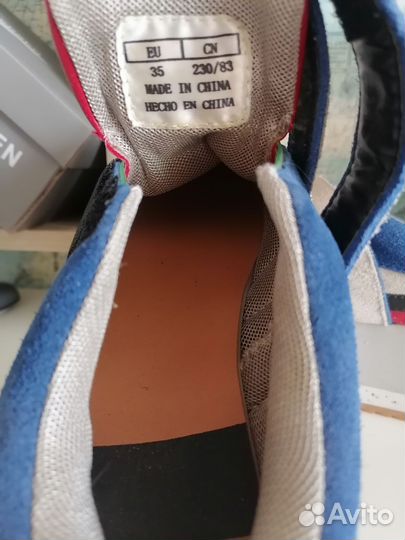 EU CN
35 230/83
MADE IN CHINA
HECHO EN CHINA
EN
Avito